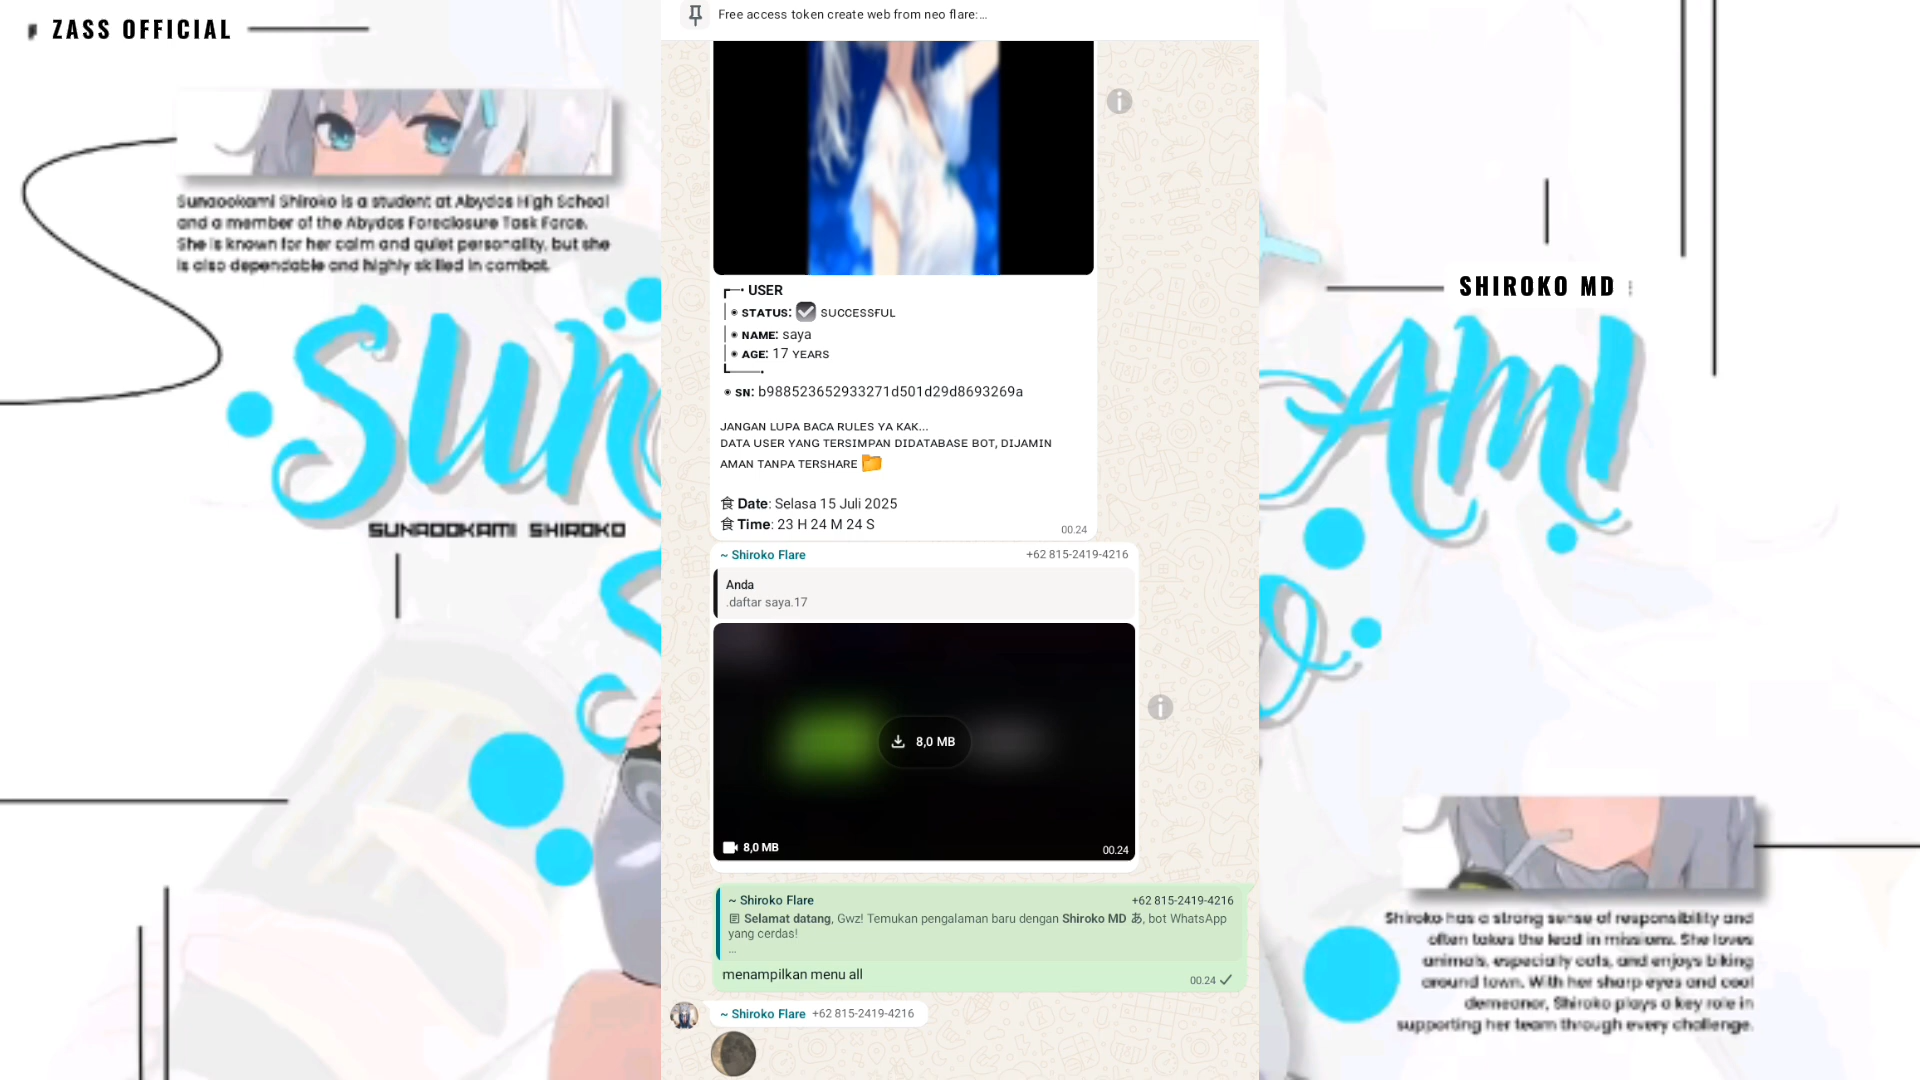 ZASS OFFICIAL
Sunaookami Shiroko is a student at Abydos High School
and a member of the Abydos Foreclosure Task Force.
She is known for her calm and quiet personality, but she
is also dependable and highly skilled in combat.
SUN
SUNAOOKAMI SHIROKO
S
Free access token create web from neo flare:...
USER
STATUS: SUCCESSFUL
NAME: saya
AGE: 17 YEARS
SN: b988523652933271d501d29d8693269a
JANGAN LUPA BACA RULES YA KAK...
DATA USER YANG TERSIMPAN DIDATABASE BOT, DIJAMIN
AMAN TANPA TERSHARE
食 Date: Selasa 15 Juli 2025
食 Time: 23 H 24 M 24 S
00.24
~ Shiroko Flare +62 815-2419-4216
Anda
.daftar saya.17
8,0 MB
8,0 MB
00.24
~ Shiroko Flare +62 815-2419-4216
Selamat datang, Gwz! Temukan pengalaman baru dengan Shiroko MD あ, bot WhatsApp
yang cerdas!
...
menampilkan menu all
00.24
~ Shiroko Flare +62 815-2419-4216
SHIROKO MD
AMI
O
Shiroko has a strong sense of responsibility and
often takes the lead in missions. She loves
animals, especially cats, and enjoys biking
around town. With her sharp eyes and cool
demeanor, Shiroko plays a key role in
supporting her team through every challenge.